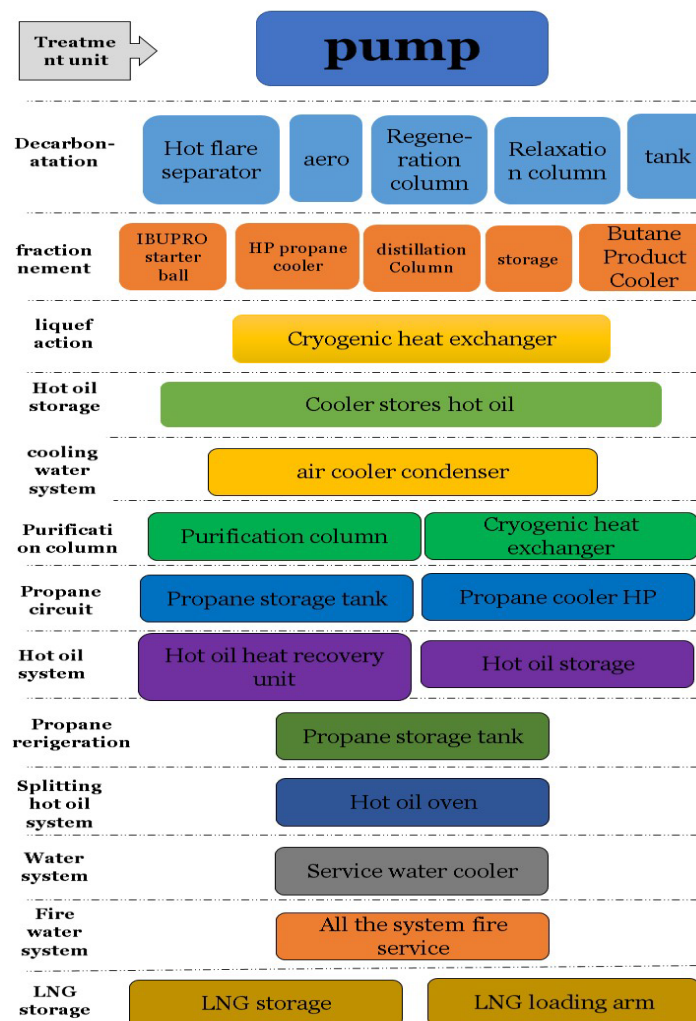 Treatme
nt unit
pump
Decarbon-
atation
Hot flare
separator
aero
Regene-
ration
column
Relaxatio
n column
tank
fraction
nement
IBUPRO
starter
ball
HP propane
cooler
distillation
Column
storage
Butane
Product
Cooler
liquef
action
Cryogenic heat exchanger
Hot oil
storage
Cooler stores hot oil
cooling
water
system
air cooler condenser
Purificati
on column
Purification column
Cryogenic heat
exchanger
Propane
circuit
Propane storage tank
Propane cooler HP
Hot oil
system
Hot oil heat recovery
unit
Hot oil storage
Propane
rerigeration
Propane storage tank
Splitting
hot oil
system
Hot oil oven
Water
system
Service water cooler
Fire
water
system
All the system fire
service
LNG
storage
LNG storage
LNG loading arm